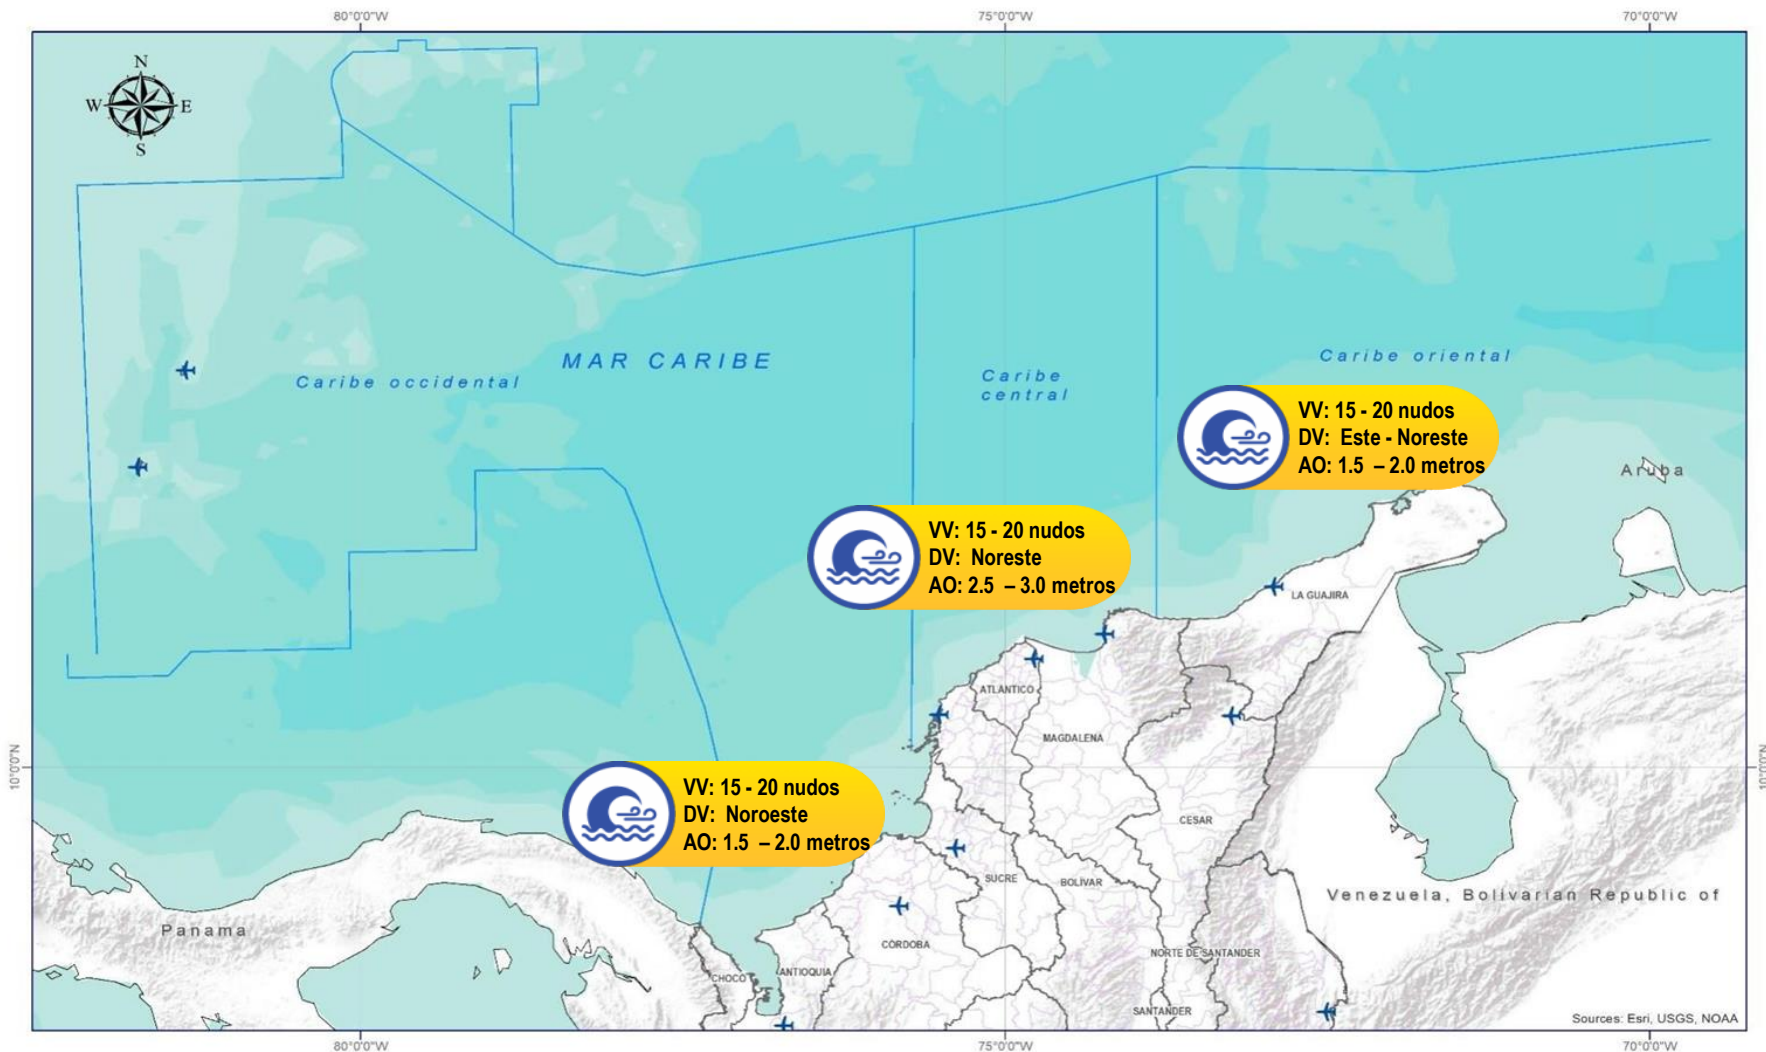 80°0'0"W
75°0'0"W
70°0'0"W
N
W
E
S
MAR CARIBE
Caribe occidental
Caribe
central
Caribe oriental
VV: 15 - 20 nudos
DV: Este - Noreste
AO: 1.5 – 2.0 metros
Aruba
VV: 15 - 20 nudos
DV: Noreste
AO: 2.5 – 3.0 metros
LA GUAJIRA
ATLANTICO
MAGDALENA
10°0'0"N
10°0'0"N
VV: 15 - 20 nudos
DV: Noroeste
AO: 1.5 – 2.0 metros
CESAR
SUCRE
BOLÍVAR
Venezuela, Bolivarian Republic of
Panama
CÓRDOBA
NORTE DE SANTANDER
CHOCO
ANTIOQUIA
SANTANDER
Sources: Esri, USGS, NOAA
80°0'0"W
75°0'0"W
70°0'0"W